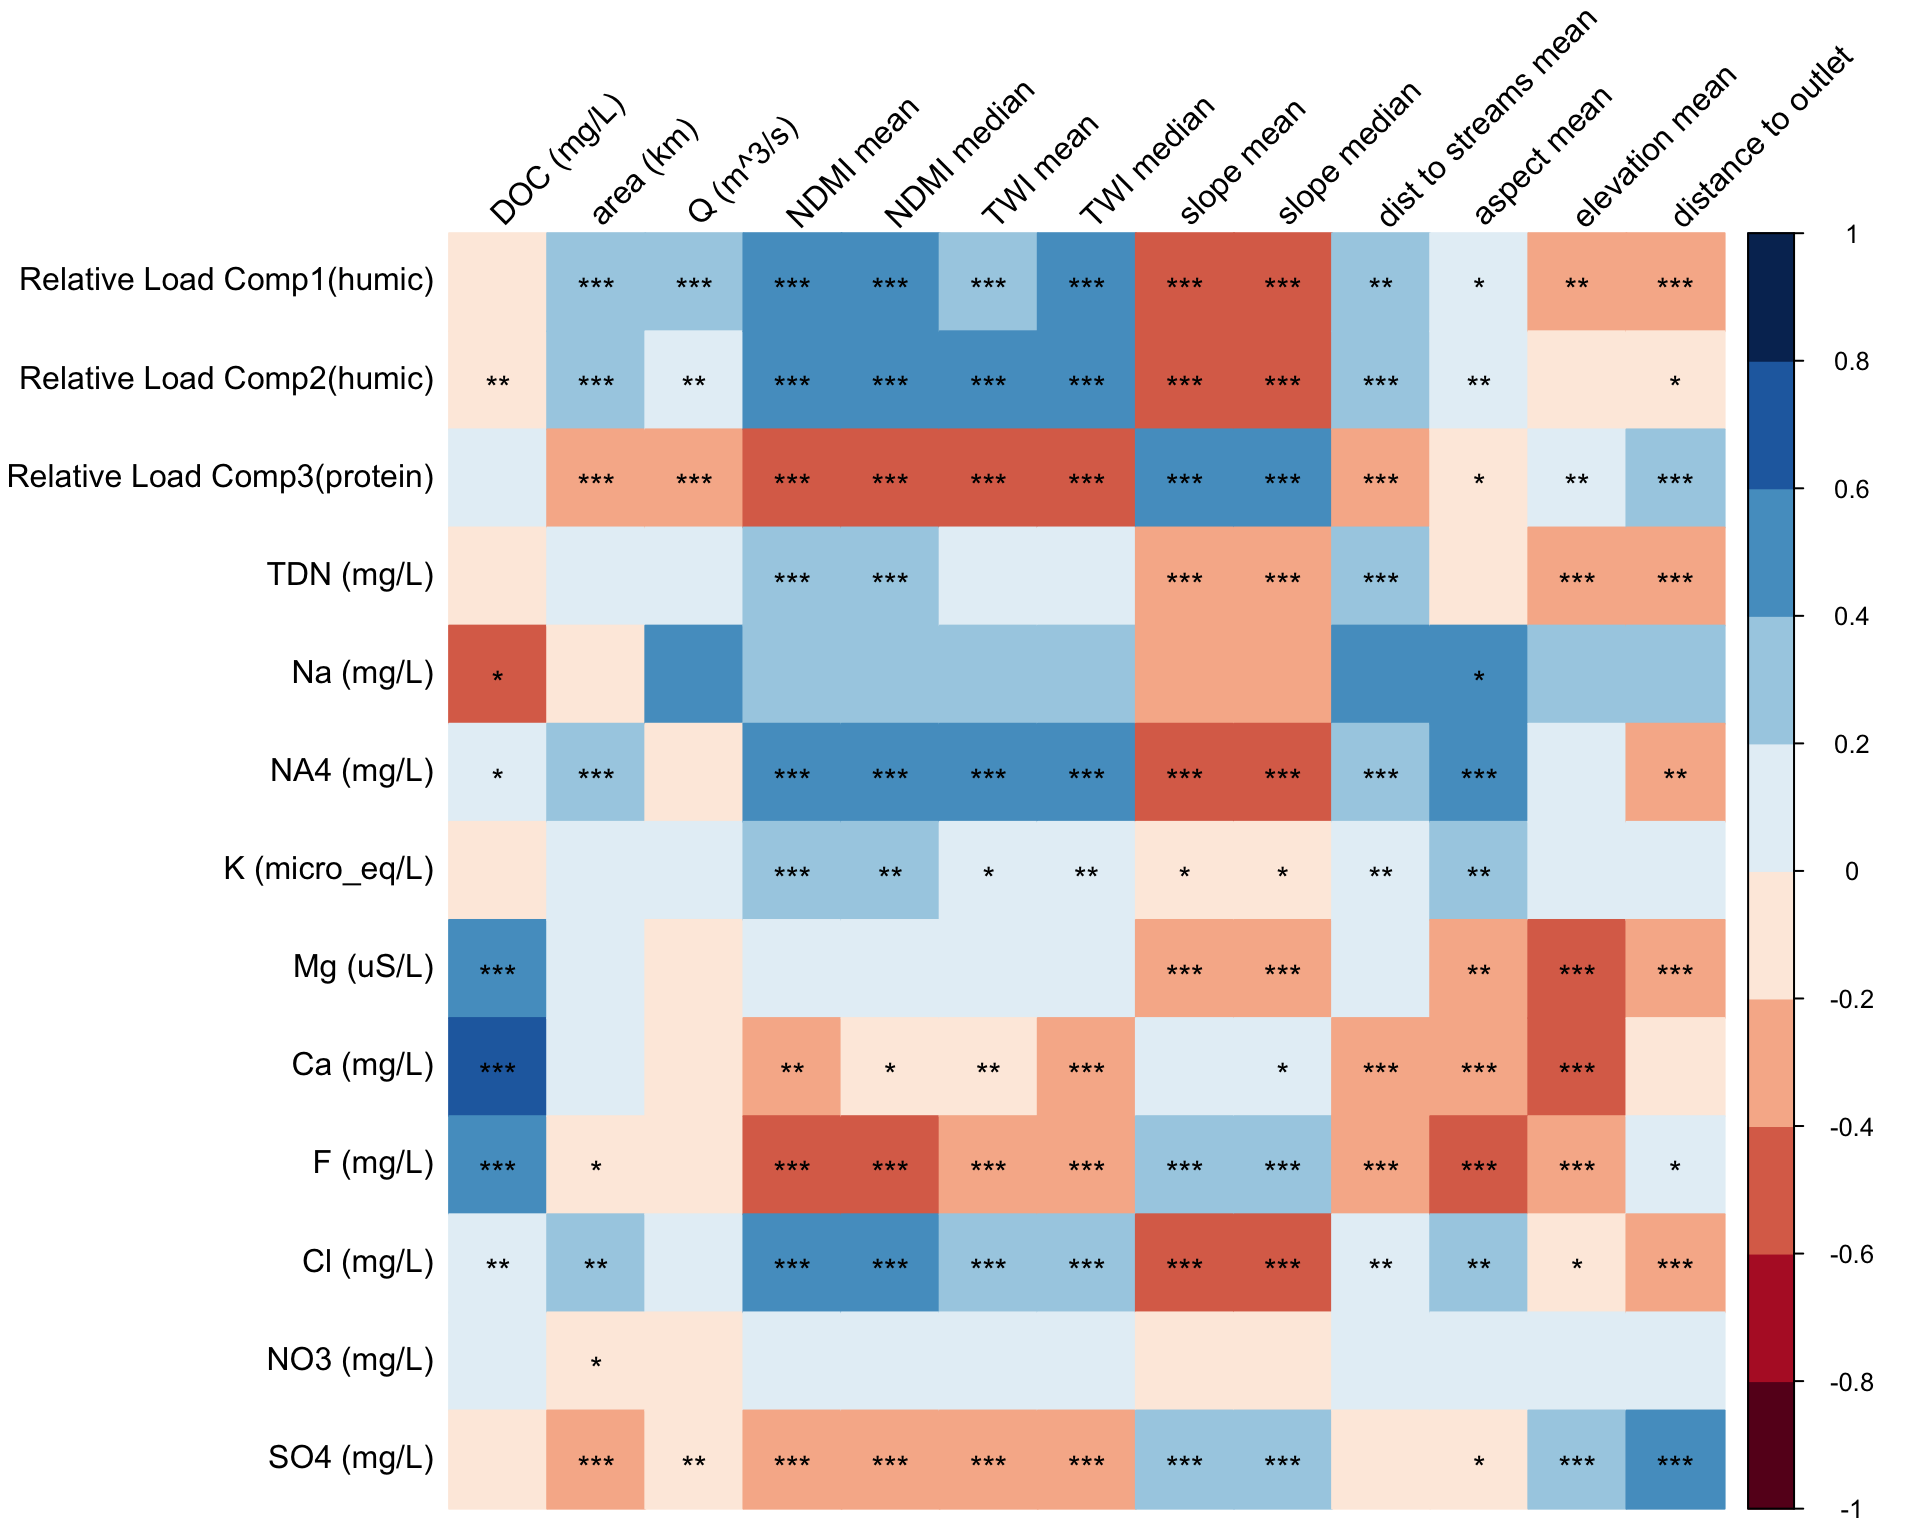 DOC (mg/L)
area (km)
Q (m^3/s)
NDMI mean
NDMI median
TWI mean
TWI median
slope mean
slope median
dist to streams mean
aspect mean
elevation mean
distance to outlet
Relative Load Comp1(humic) *** *** *** *** *** *** *** *** ** * ** ***
Relative Load Comp2(humic) ** *** ** *** *** *** *** *** *** *** ** *
Relative Load Comp3(protein) *** *** *** *** *** *** *** *** *** * ** ***
TDN (mg/L) *** *** *** *** *** *** ***
Na (mg/L) * *
NA4 (mg/L) * *** *** *** *** *** *** *** *** *** **
K (micro_eq/L) *** ** * ** * * ** **
Mg (uS/L) *** *** *** ** *** ***
Ca (mg/L) *** ** * ** *** * *** *** ***
F (mg/L) *** * *** *** *** *** *** *** *** *** *** *
Cl (mg/L) ** ** *** *** *** *** *** *** ** ** * ***
NO3 (mg/L) *
SO4 (mg/L) *** ** *** *** *** *** *** *** * *** ***
1
0.8
0.6
0.4
0.2
0
-0.2
-0.4
-0.6
-0.8
-1